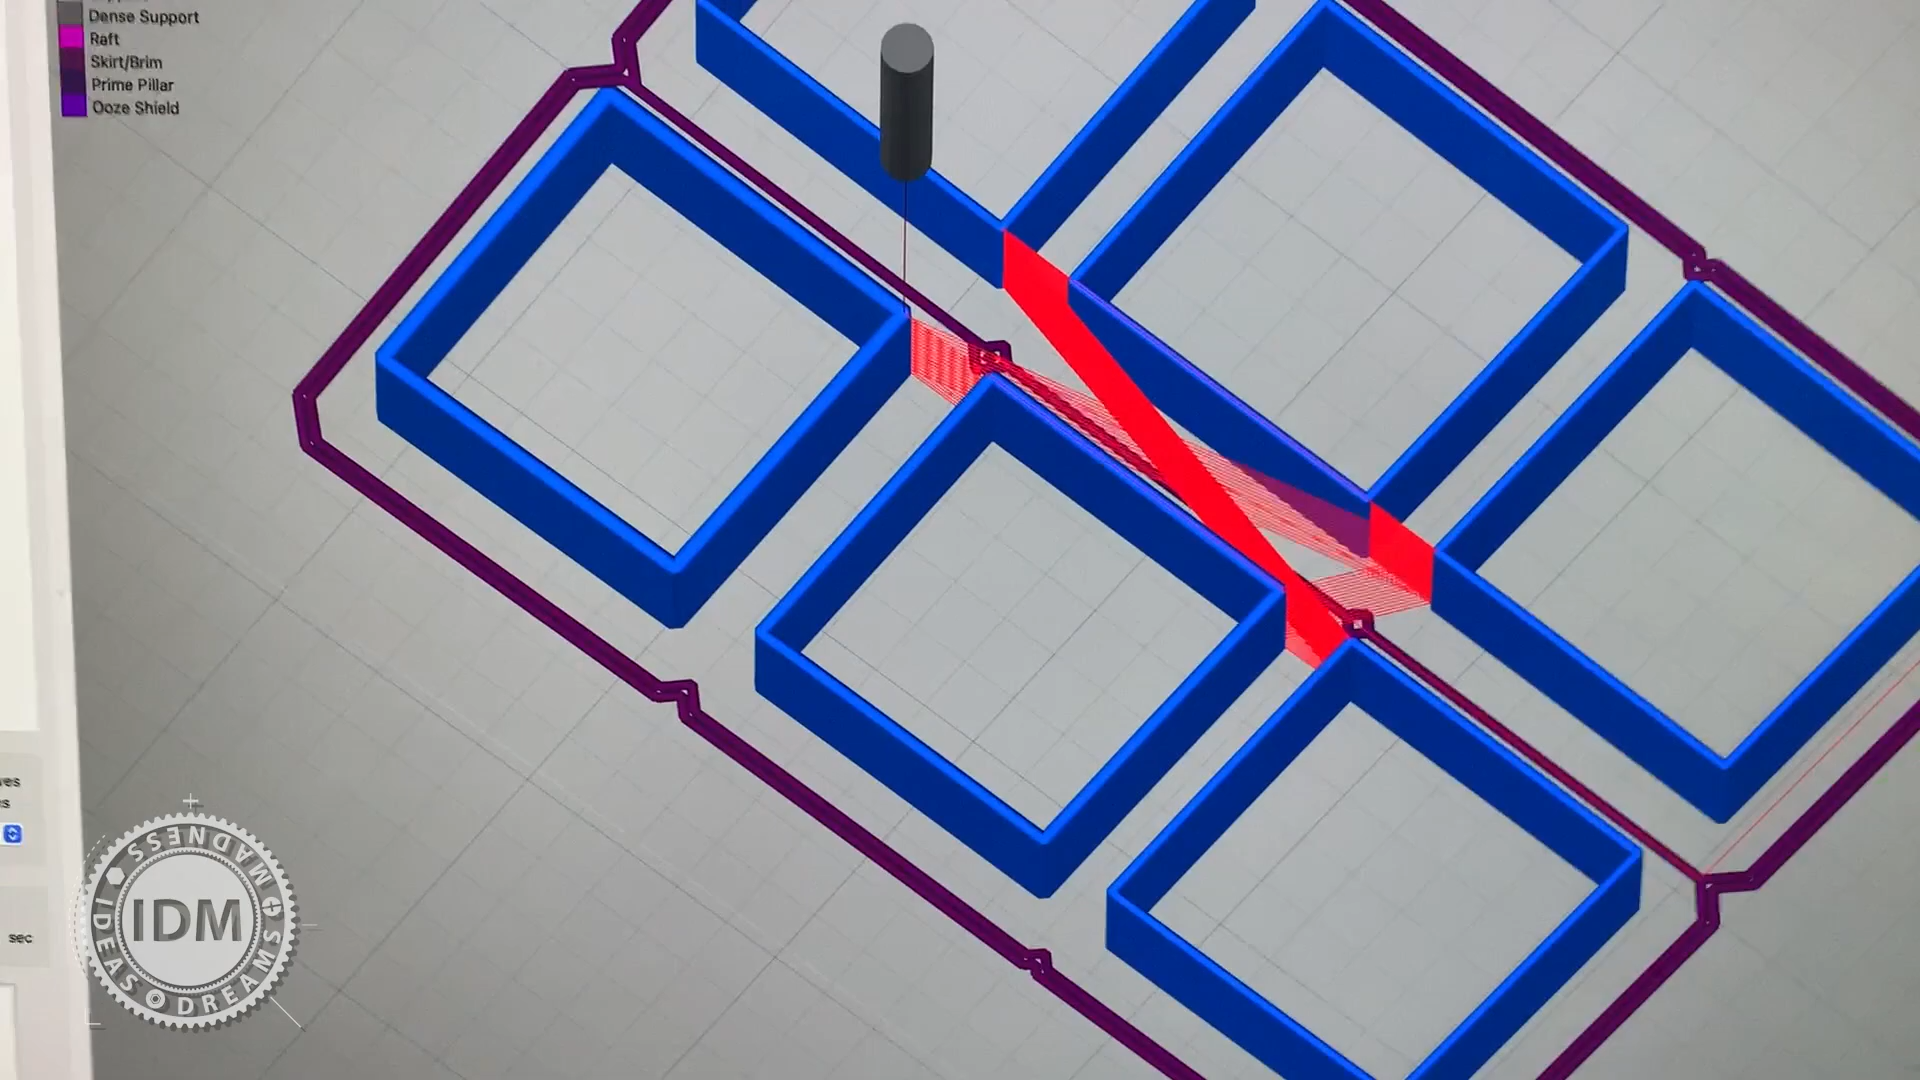 Dense Support
Raft
Skirt/Brim
Prime Pillar
Ooze Shield
sec
IDEAS DREAMS MADNESS
IDM